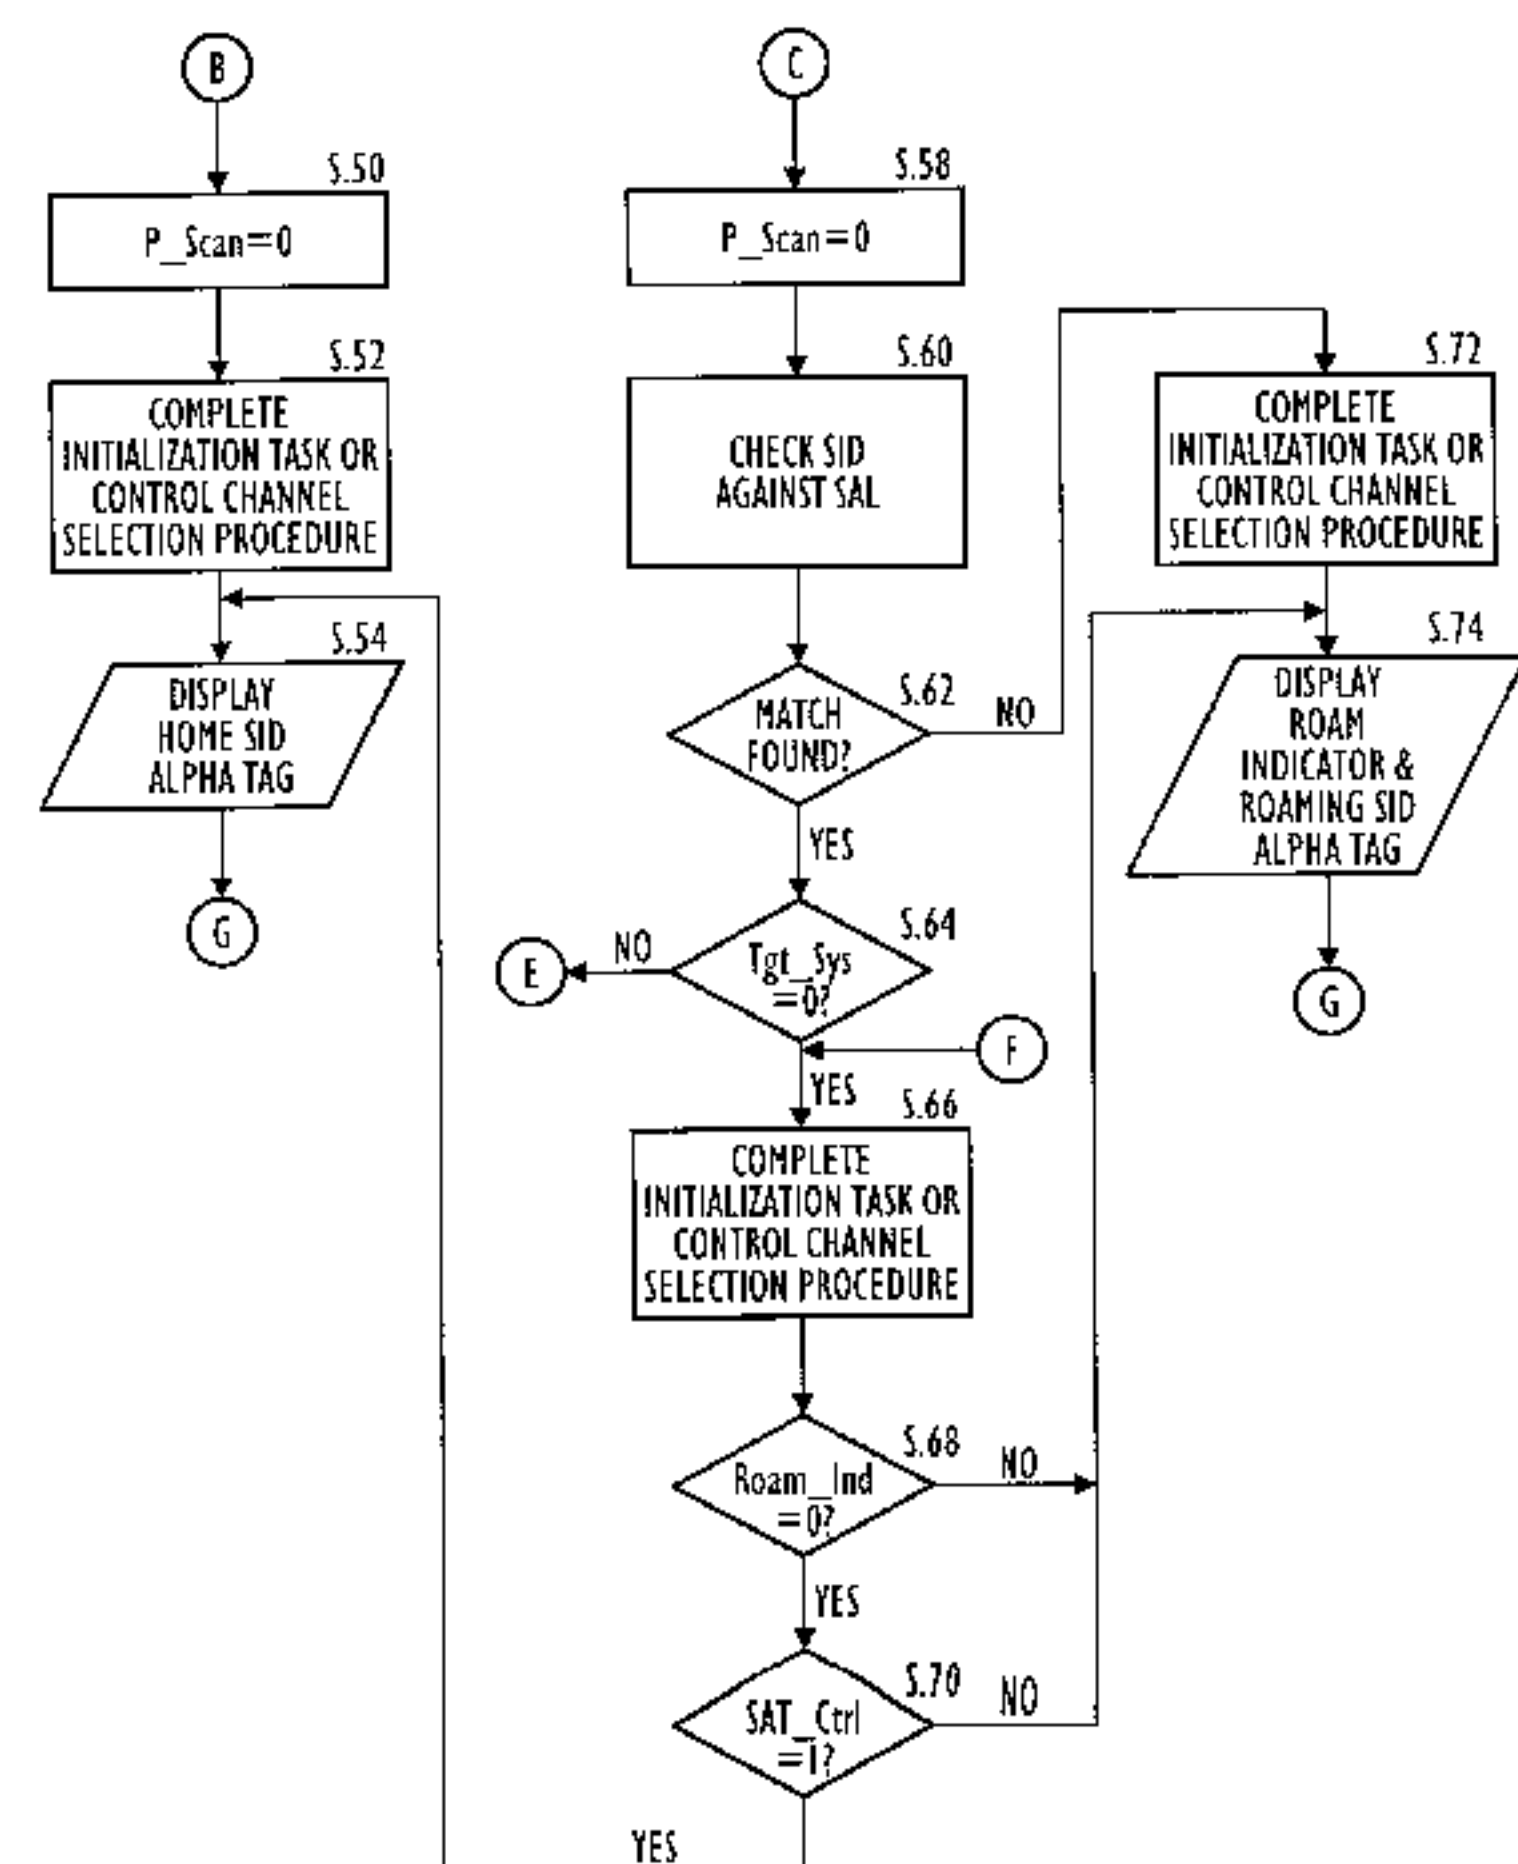 B
S.50
P_Scan=0
S.52
COMPLETE
INITIALIZATION TASK OR
CONTROL CHANNEL
SELECTION PROCEDURE
S.54
DISPLAY
HOME SID
ALPHA TAG
G
C
S.58
P_Scan=0
S.60
CHECK SID
AGAINST SAL
S.62
MATCH
FOUND?
NO
YES
S.64
Tgt_Sys
=0?
NO
E
F
YES
S.66
COMPLETE
INITIALIZATION TASK OR
CONTROL CHANNEL
SELECTION PROCEDURE
S.68
Roam_Ind
=0?
NO
YES
S.70
SAT_Ctrl
=1?
NO
YES
S.72
COMPLETE
INITIALIZATION TASK OR
CONTROL CHANNEL
SELECTION PROCEDURE
S.74
DISPLAY
ROAM
INDICATOR &
ROAMING SID
ALPHA TAG
G